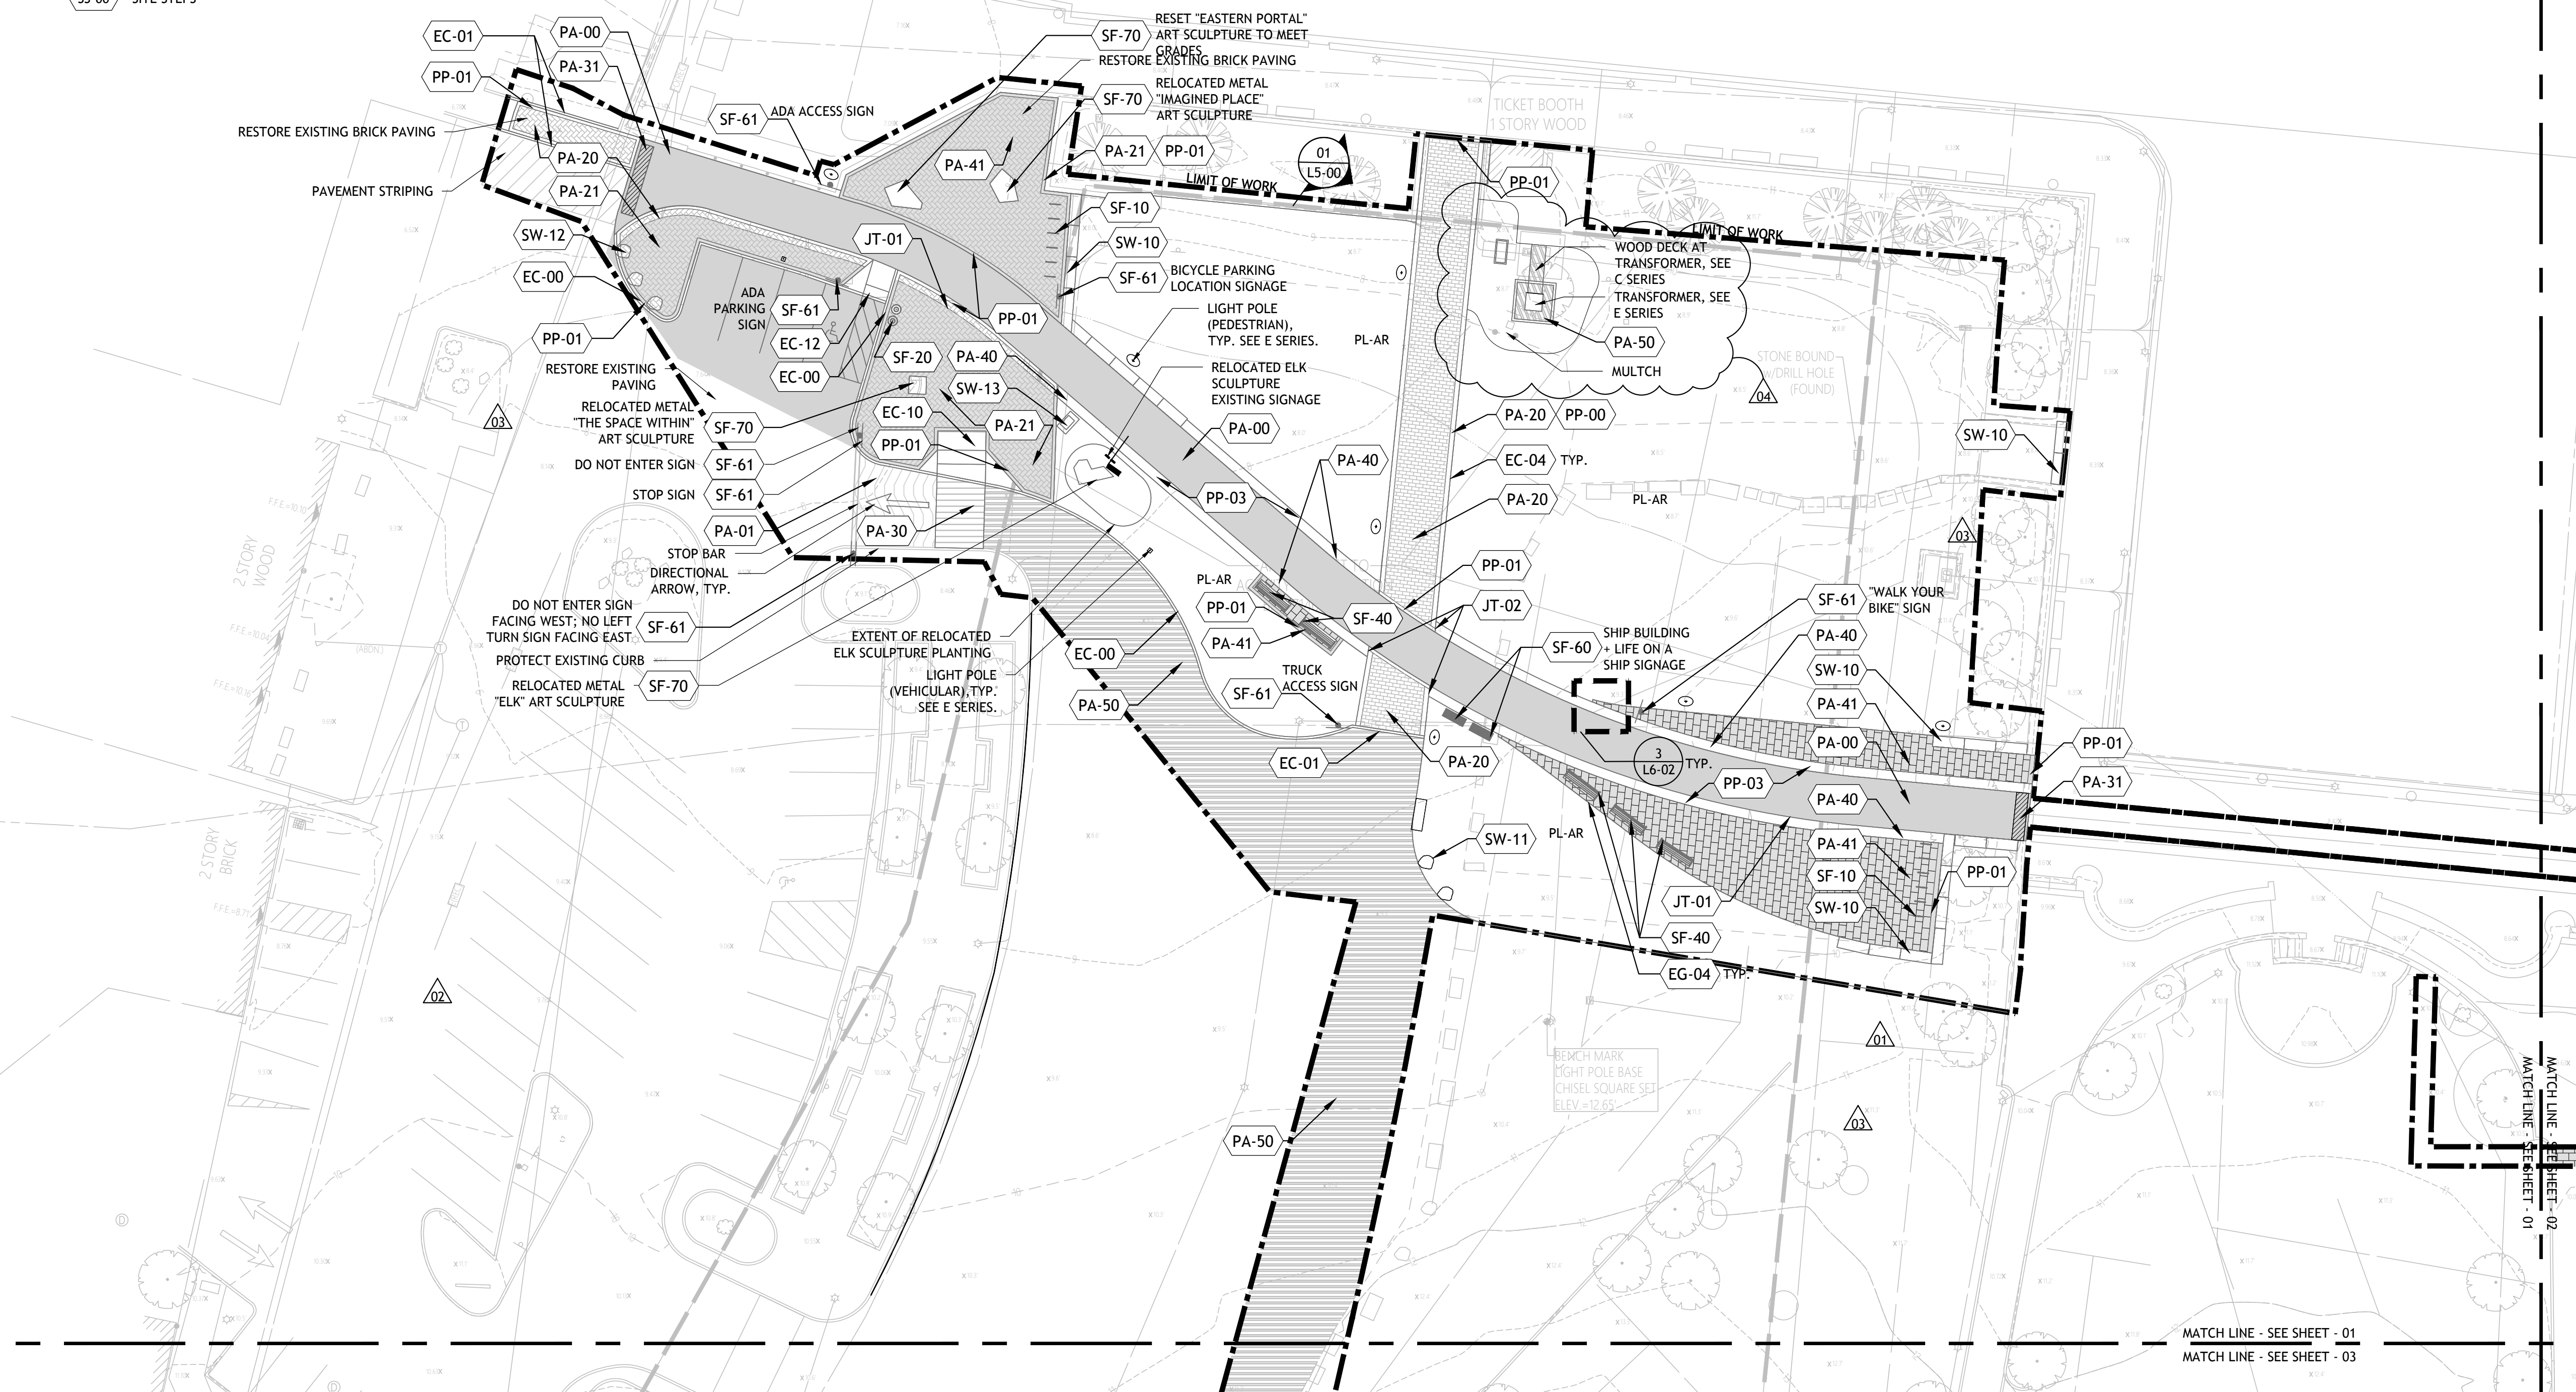 SITE STEPS
EC-01
PA-00
PP-01
PA-31
SF-70
RESET "EASTERN PORTAL"
ART SCULPTURE TO MEET
GRADES
RESTORE EXISTING BRICK PAVING
SF-70
RELOCATED METAL
"IMAGINED PLACE"
ART SCULPTURE
SF-61
ADA ACCESS SIGN
RESTORE EXISTING BRICK PAVING
PA-20
PA-21
PAVEMENT STRIPING
PA-41
PA-21
PP-01
01
L5-00
LIMIT OF WORK
TICKET BOOTH
1 STORY WOOD
PP-01
SW-12
EC-00
JT-01
SF-10
SW-10
SF-61
BICYCLE PARKING
LOCATION SIGNAGE
LIMIT OF WORK
WOOD DECK AT
TRANSFORMER, SEE
C SERIES
TRANSFORMER, SEE
E SERIES
PA-50
MULTCH
04
STONE BOUND
w/DRILL HOLE
(FOUND)
ADA
PARKING
SIGN
SF-61
EC-12
EC-00
PP-01
PP-01
LIGHT POLE
(PEDESTRIAN),
TYP. SEE E SERIES.
PL-AR
SF-20
PA-40
SW-13
RELOCATED ELK
SCULPTURE
EXISTING SIGNAGE
RESTORE EXISTING
PAVING
03
RELOCATED METAL
"THE SPACE WITHIN"
ART SCULPTURE
SF-70
EC-10
PP-01
PA-21
PA-00
PA-20
PP-00
SW-10
DO NOT ENTER SIGN
SF-61
STOP SIGN
SF-61
PA-40
EC-04
TYP.
PP-03
PA-20
PL-AR
03
PA-01
PA-30
STOP BAR
DIRECTIONAL
ARROW, TYP.
2 STORY
WOOD
F.F.E.=10.10'
F.F.E.=10.04'
F.F.E.=10.16'
(ABDN.)
DO NOT ENTER SIGN
FACING WEST; NO LEFT
TURN SIGN FACING EAST
SF-61
PROTECT EXISTING CURB
RELOCATED METAL
"ELK" ART SCULPTURE
SF-70
EXTENT OF RELOCATED
ELK SCULPTURE PLANTING
LIGHT POLE
(VEHICULAR),TYP.
SEE E SERIES.
EC-00
PA-50
PL-AR
PP-01
PA-41
SF-40
PP-01
JT-02
TRUCK
ACCESS SIGN
SF-61
SF-60
SHIP BUILDING
+ LIFE ON A
SHIP SIGNAGE
SF-61
"WALK YOUR
BIKE" SIGN
PA-40
SW-10
PA-41
PA-00
PP-01
PA-31
EC-01
PA-20
3
L6-02
TYP.
PP-03
PA-40
SW-11
PL-AR
PA-41
SF-10
PP-01
SW-10
JT-01
SF-40
EG-04
TYP.
2 STORY
BRICK
F.F.E.=8.71'
02
01
03
BENCH MARK
LIGHT POLE BASE
CHISEL SQUARE SET
ELEV =12.65'
PA-50
MATCH LINE - SEE SHEET - 01
MATCH LINE - SEE SHEET - 02
MATCH LINE - SEE SHEET - 01
MATCH LINE - SEE SHEET - 03